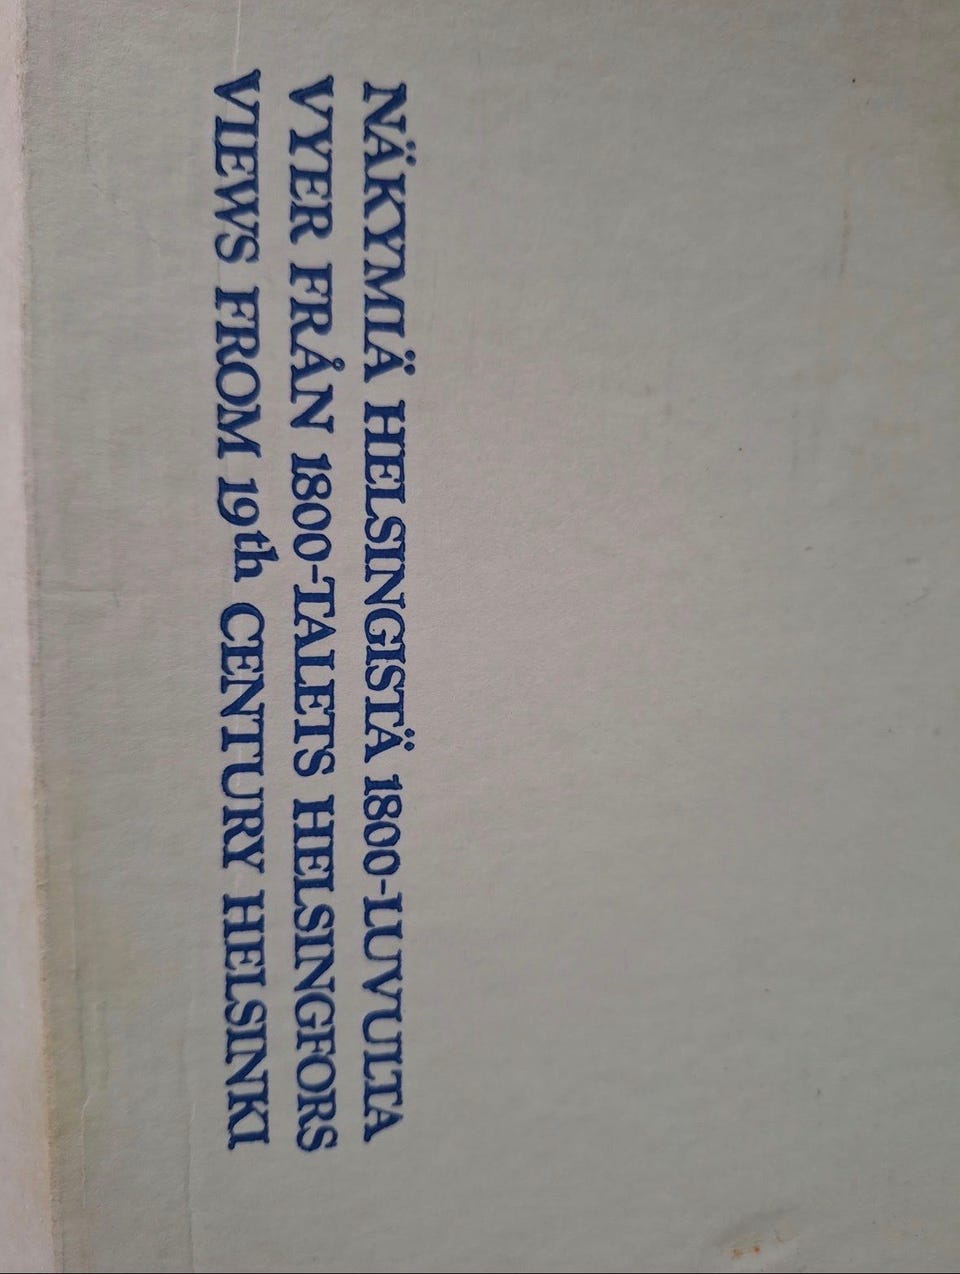 NÄKYMIÄ HELSINGISTÄ 1800-LUVULTA
VYER FRÅN 1800-TALETS HELSINGFORS
VIEWS FROM 19th CENTURY HELSINKI